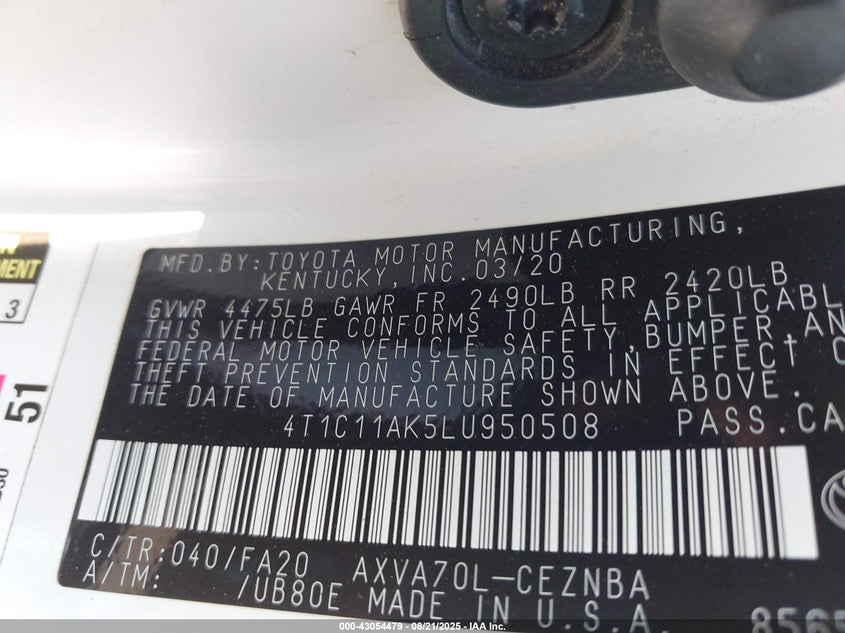 MFD.BY:TOYOTA MOTOR MANUFACTURING,
KENTUCKY, INC. 03/20
GVWR 4475LB GAWR FR 2490LB RR 2420LB
THIS VEHICLE CONFORMS TO ALL APPLICABL
FEDERAL MOTOR VEHICLE SAFETY, BUMPER, AN
THEFT PREVENTION STANDARDS IN EFFECT
THE DATE OF MANUFACTURE SHOWN ABOVE.
4T1C11AK5LU950508 PASS.CA
C/TR:040/FA20 AXVA70L-CEZNBA
A/TM: /UB80E MADE IN U.S.A.
8565
MENT
3
51
000-43054479 - 08/21/2025 - IAA Inc.